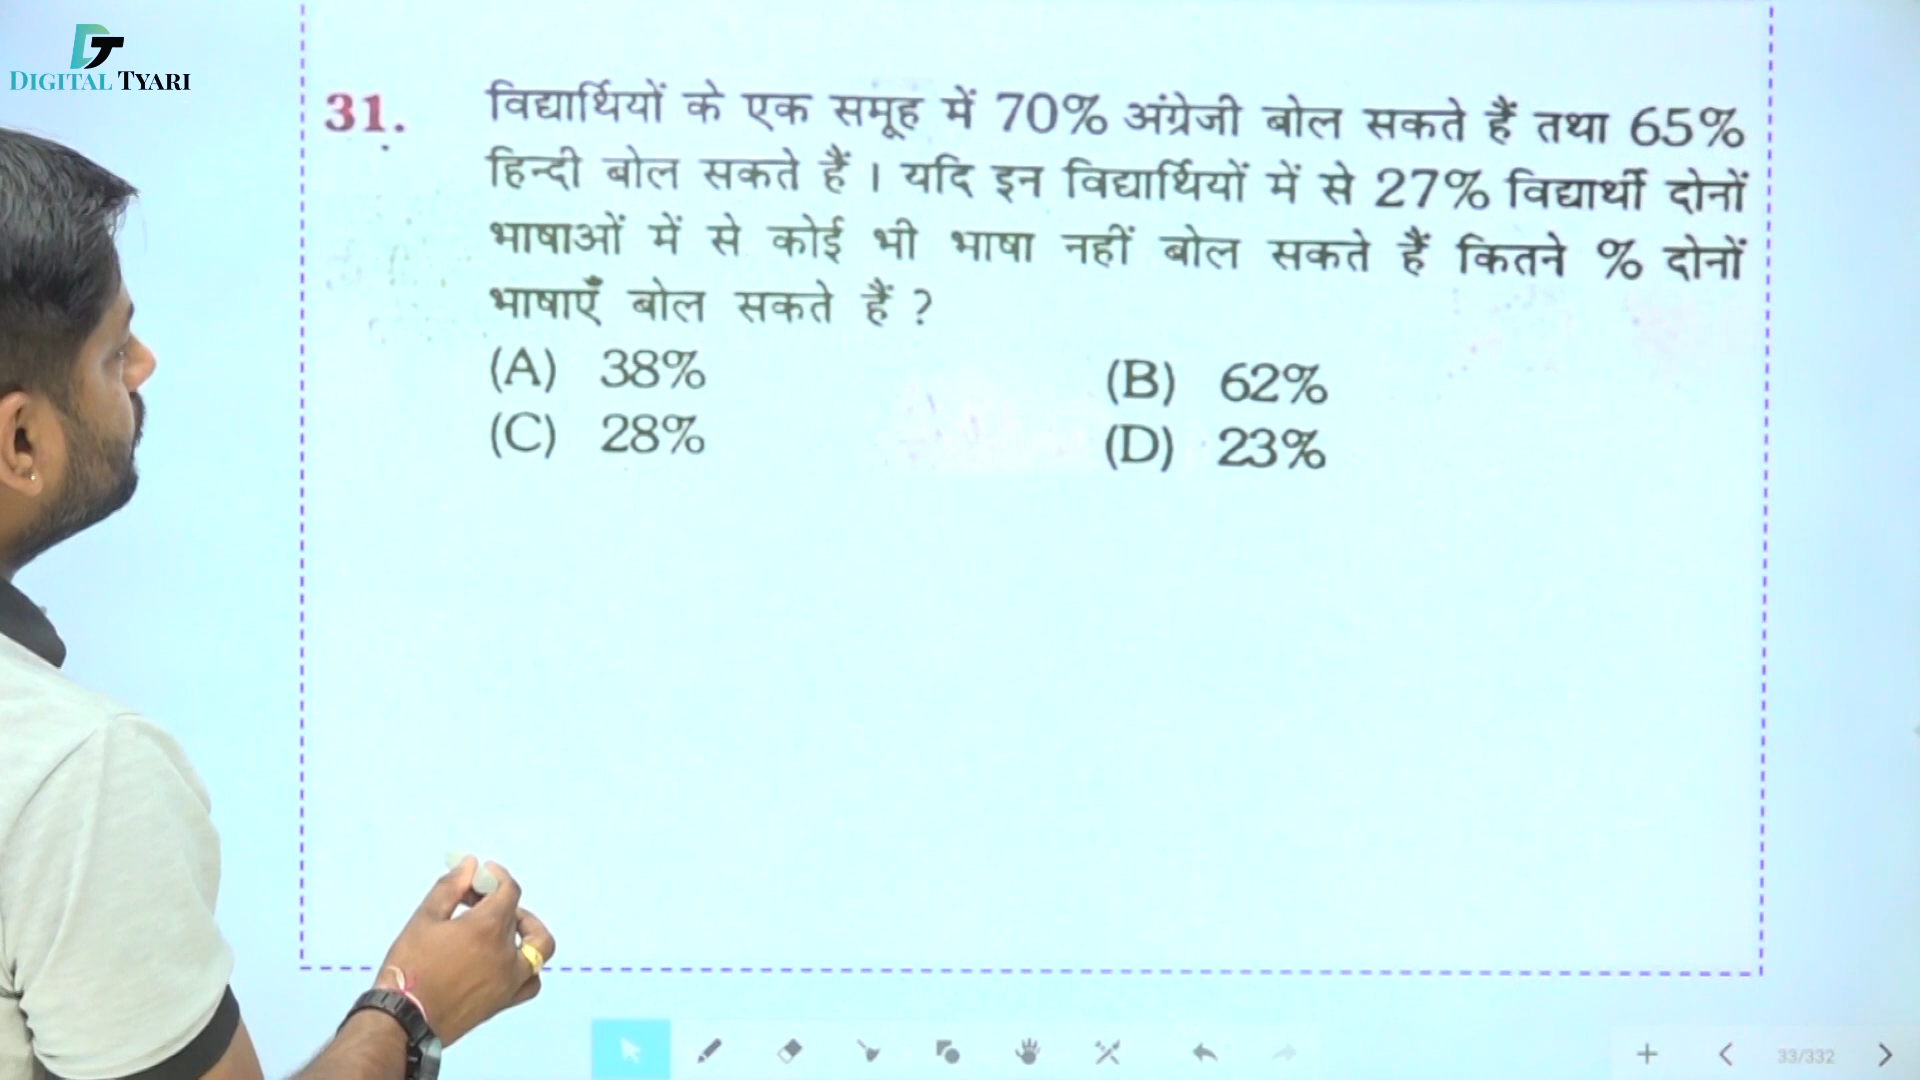 DIGITAL TYARI
31. विद्यार्थियों के एक समूह में 70% अंग्रेजी बोल सकते हैं तथा 65%
हिन्दी बोल सकते हैं । यदि इन विद्यार्थियों में से 27% विद्यार्थी दोनों
भाषाओं में से कोई भी भाषा नहीं बोल सकते हैं कितने % दोनों
भाषाएँ बोल सकते हैं ?
(A) 38% (B) 62%
(C) 28% (D) 23%
33/332